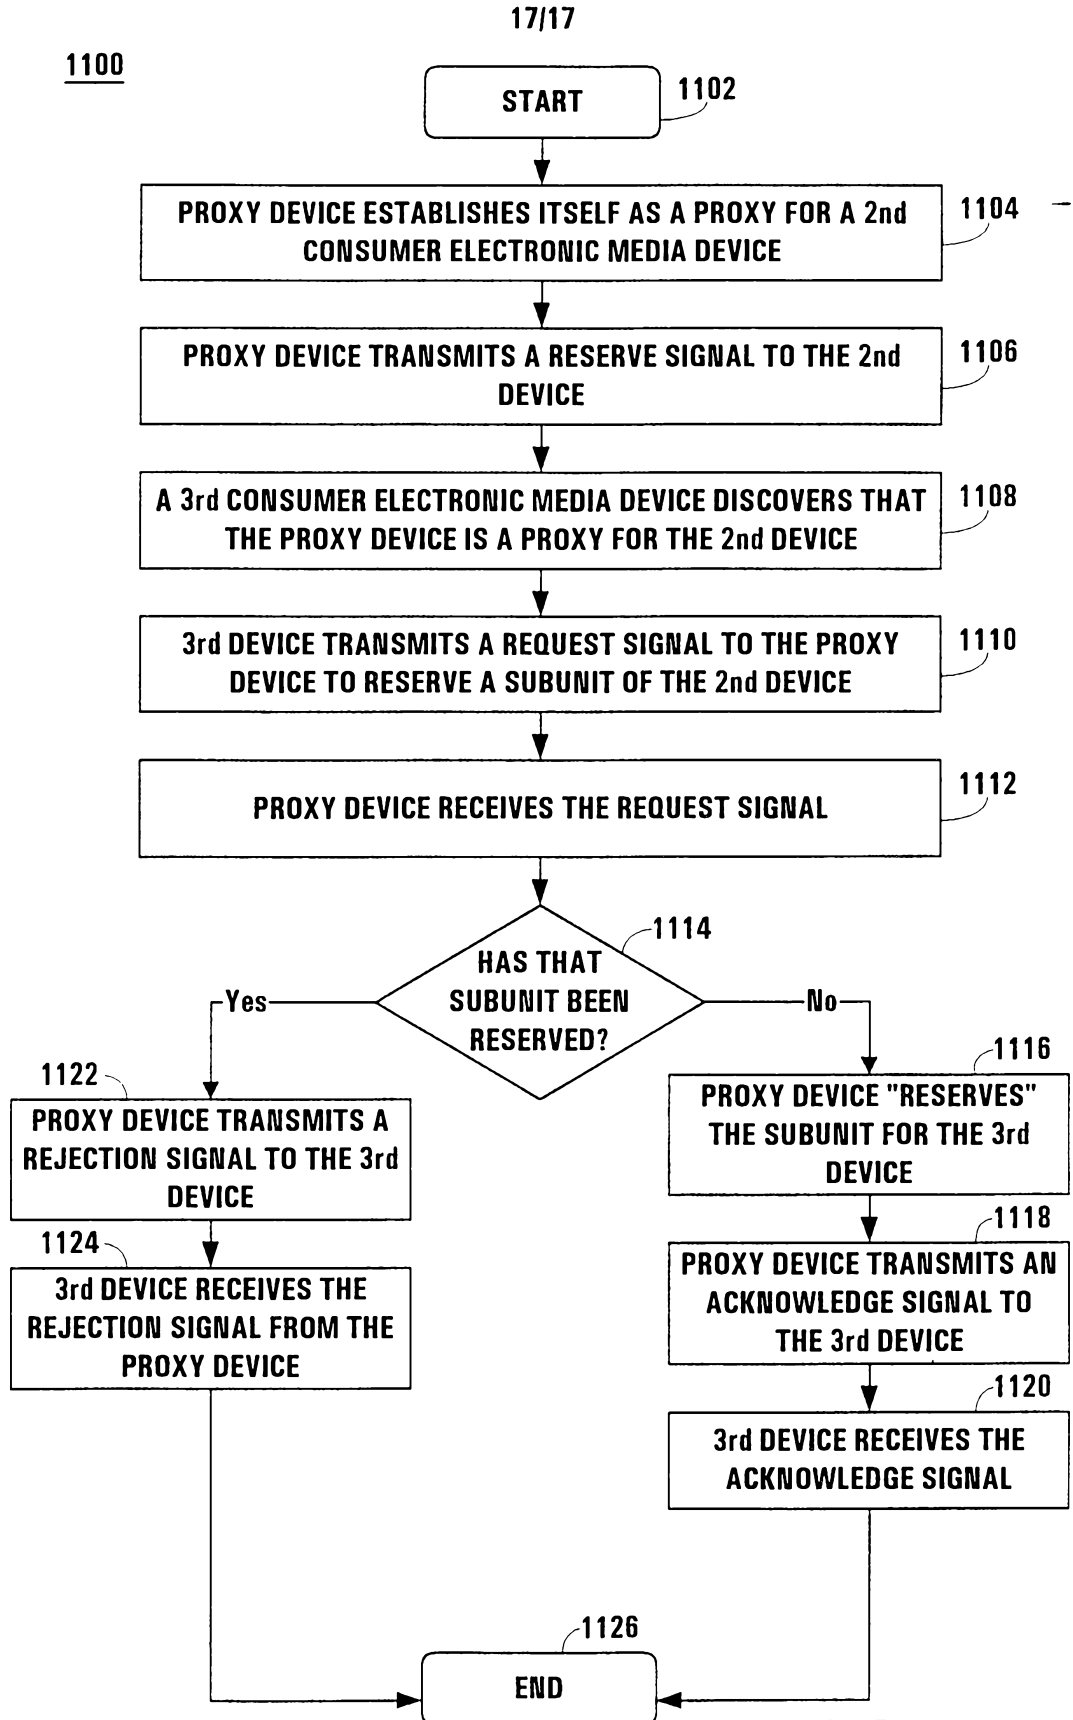 17/17
1100
START
1102
PROXY DEVICE ESTABLISHES ITSELF AS A PROXY FOR A 2nd
CONSUMER ELECTRONIC MEDIA DEVICE
1104
PROXY DEVICE TRANSMITS A RESERVE SIGNAL TO THE 2nd
DEVICE
1106
A 3rd CONSUMER ELECTRONIC MEDIA DEVICE DISCOVERS THAT
THE PROXY DEVICE IS A PROXY FOR THE 2nd DEVICE
1108
3rd DEVICE TRANSMITS A REQUEST SIGNAL TO THE PROXY
DEVICE TO RESERVE A SUBUNIT OF THE 2nd DEVICE
1110
PROXY DEVICE RECEIVES THE REQUEST SIGNAL
1112
HAS THAT
SUBUNIT BEEN
RESERVED?
1114
Yes
No
1122
PROXY DEVICE TRANSMITS A
REJECTION SIGNAL TO THE 3rd
DEVICE
1124
3rd DEVICE RECEIVES THE
REJECTION SIGNAL FROM THE
PROXY DEVICE
1116
PROXY DEVICE "RESERVES"
THE SUBUNIT FOR THE 3rd
DEVICE
1118
PROXY DEVICE TRANSMITS AN
ACKNOWLEDGE SIGNAL TO
THE 3rd DEVICE
1120
3rd DEVICE RECEIVES THE
ACKNOWLEDGE SIGNAL
1126
END